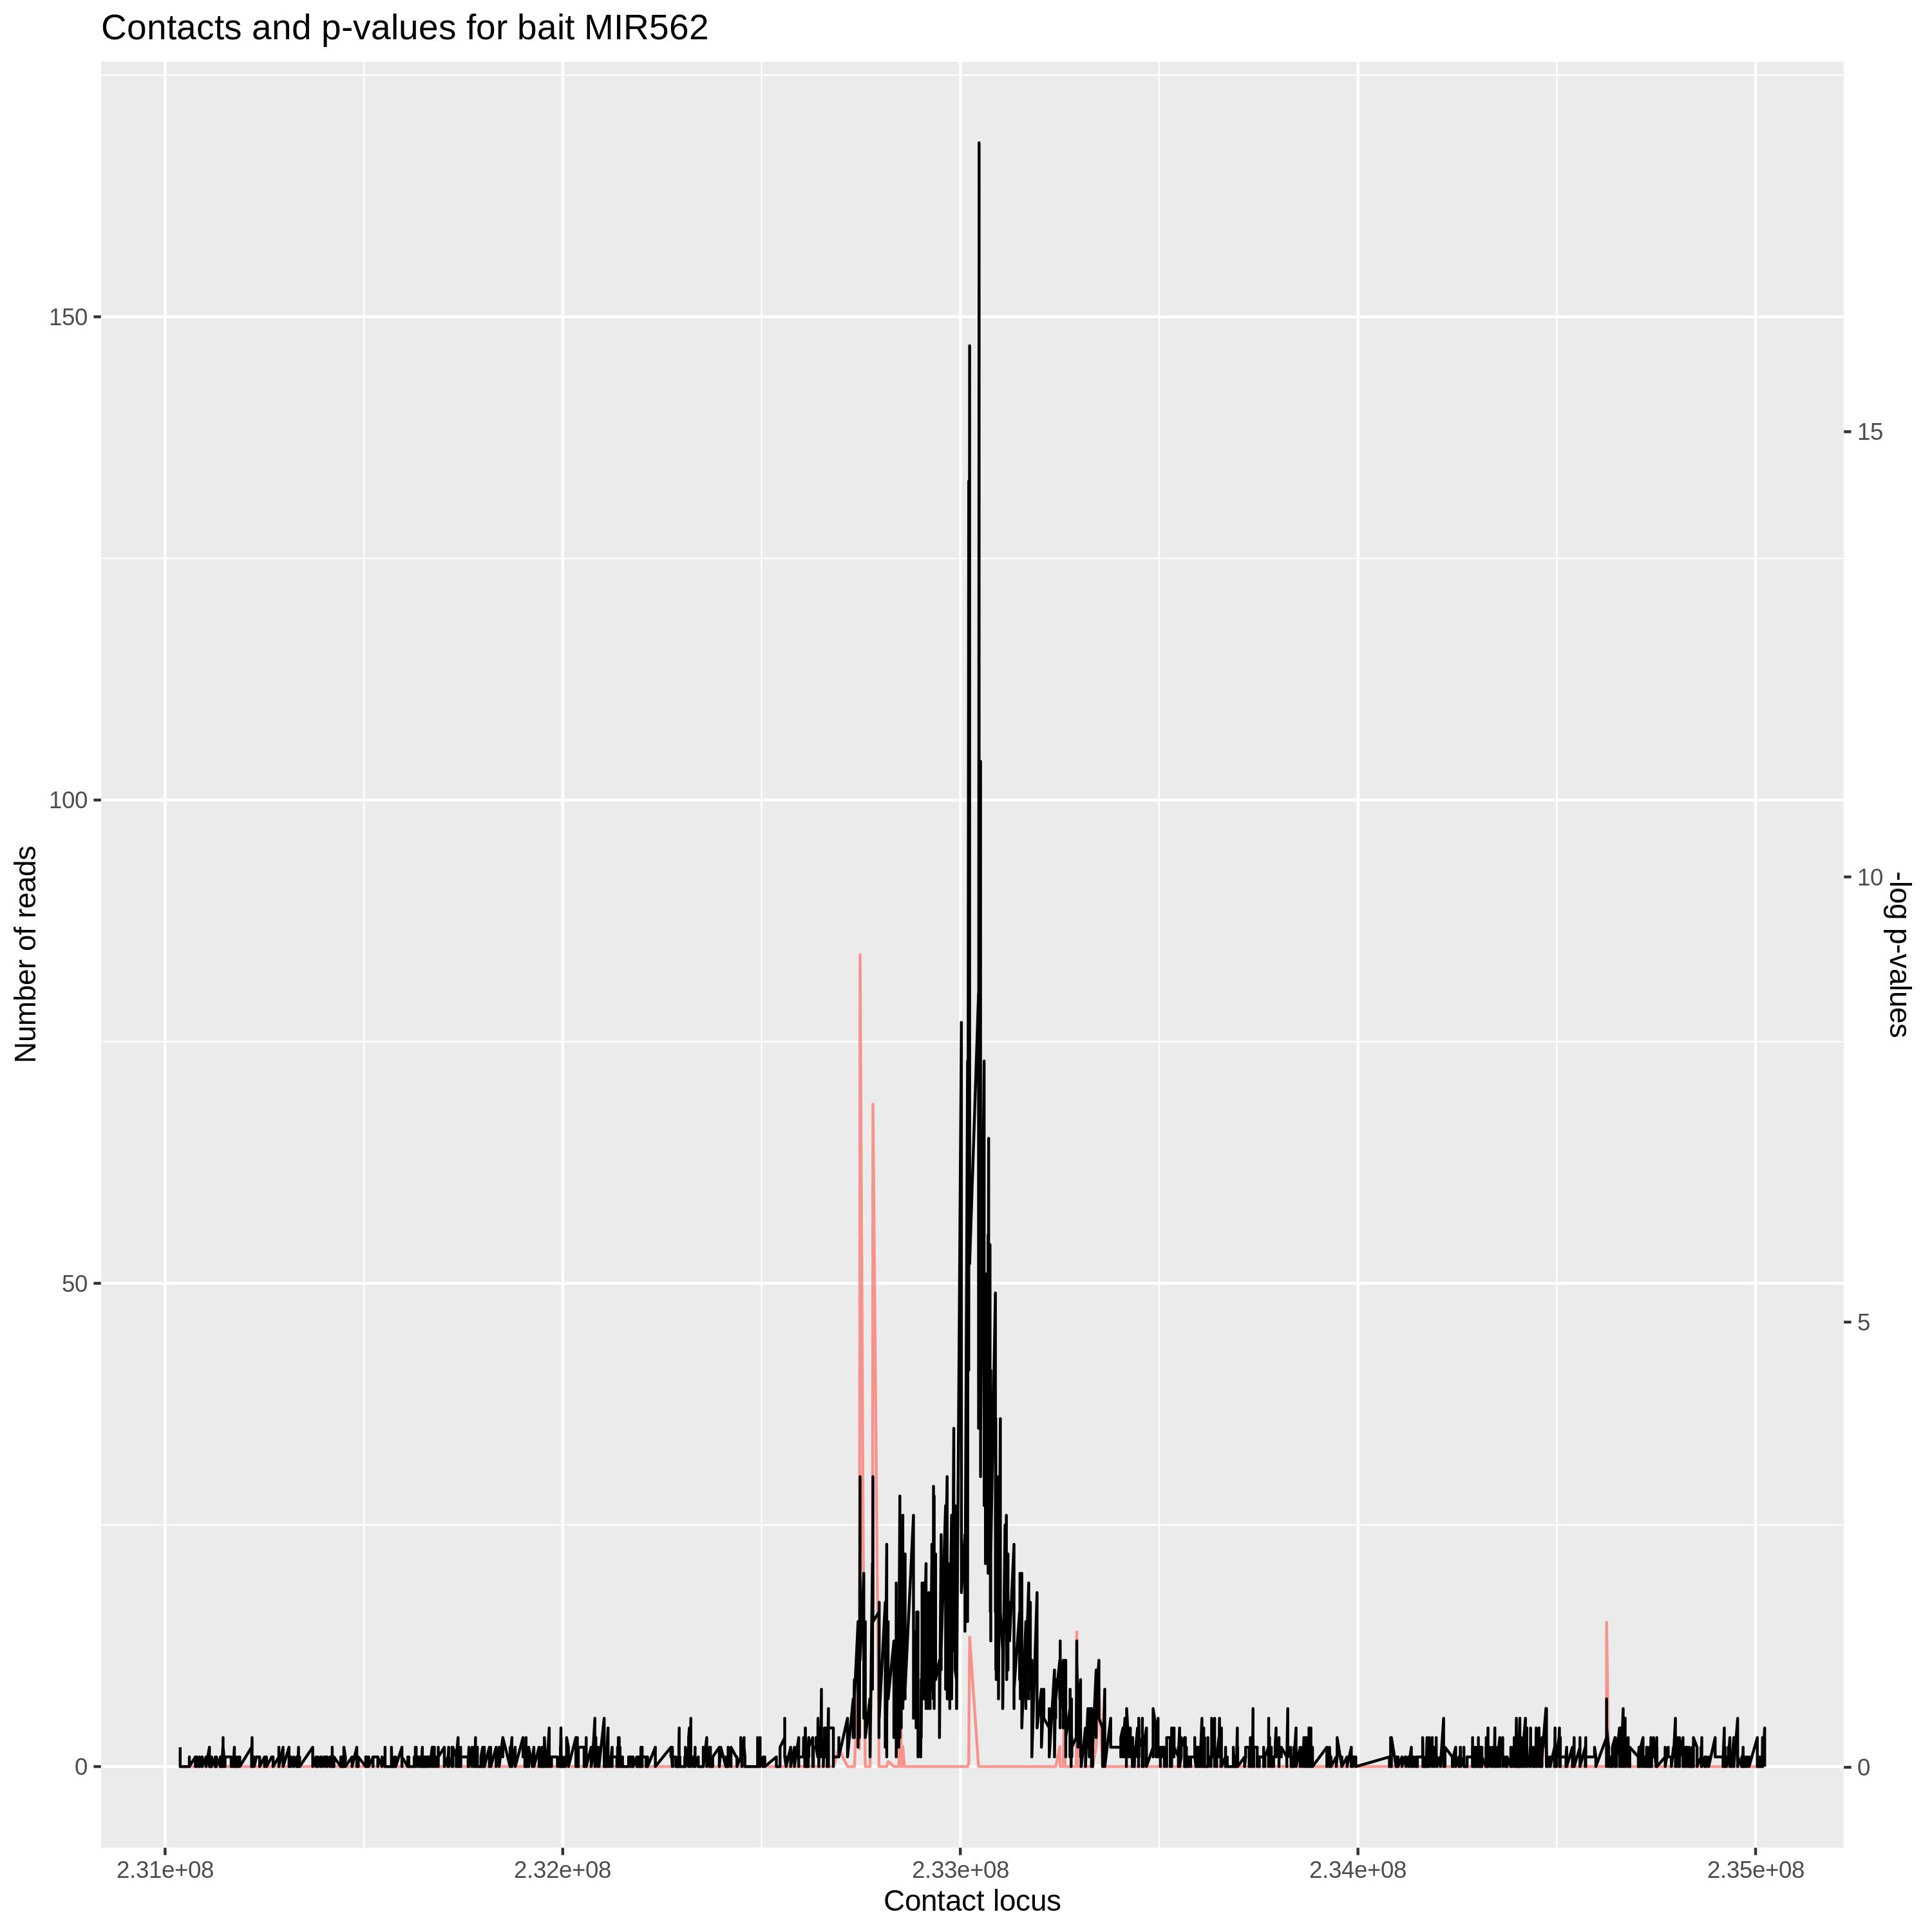 Contacts and p-values for bait MIR562
150
100
50
0
Number of reads
15
10
5
0
-log p-values
2.31e+08
2.32e+08
2.33e+08
2.34e+08
2.35e+08
Contact locus